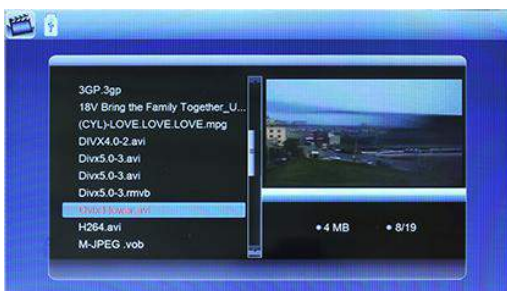 3GP.3gp
18V Bring the Family Together_U...
(CYL)-LOVE.LOVE.LOVE.mpg
DIVX4.0-2.avi
Divx5.0-3.avi
Divx5.0-3.avi
Divx5.0-3.rmvb
H264.avi
M-JPEG .vob
4 MB
8/19